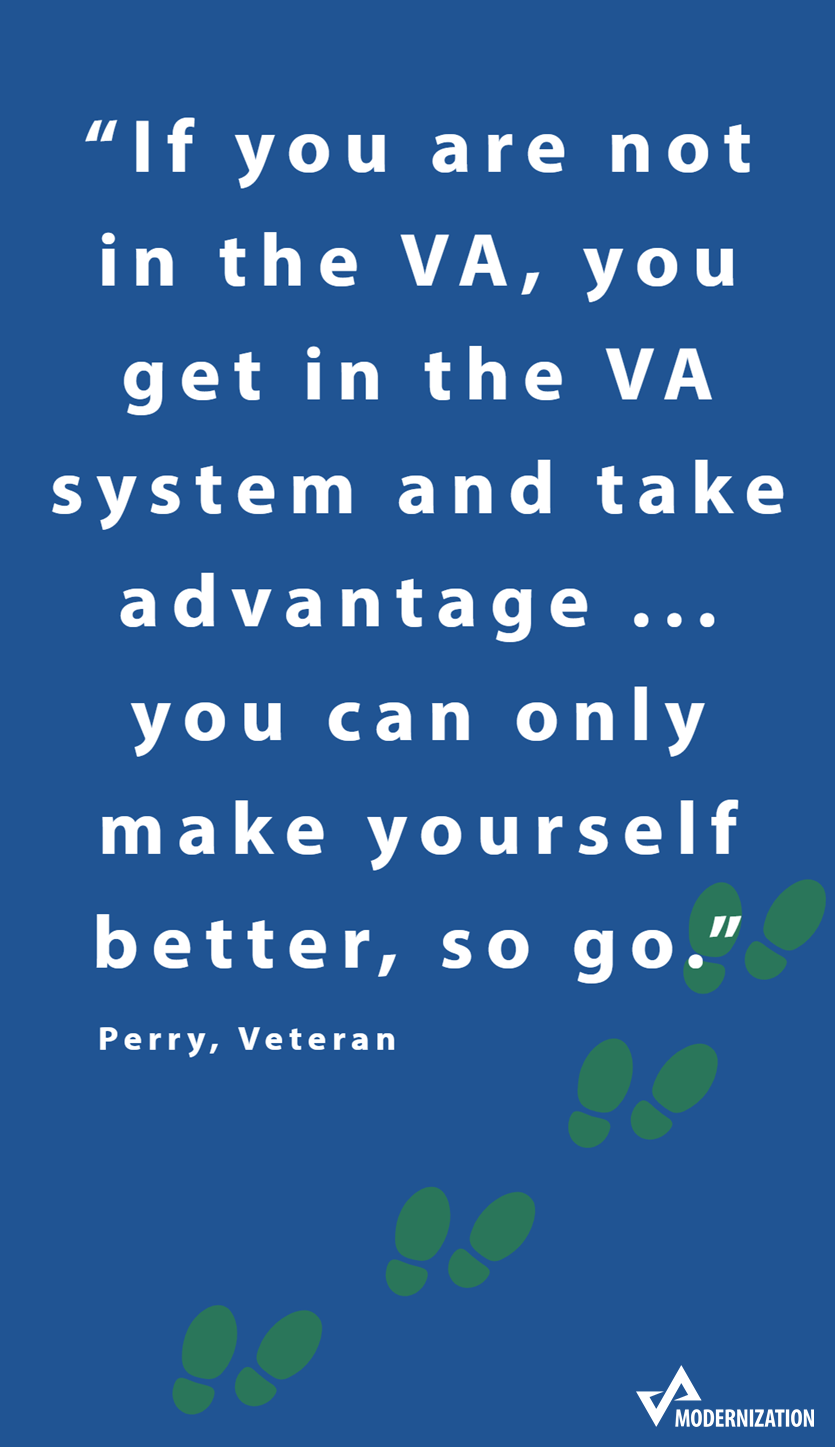 “If you are not
in the VA, you
get in the VA
system and take
advantage ...
you can only
make yourself
better, so go.”
Perry, Veteran
VA
MODERNIZATION